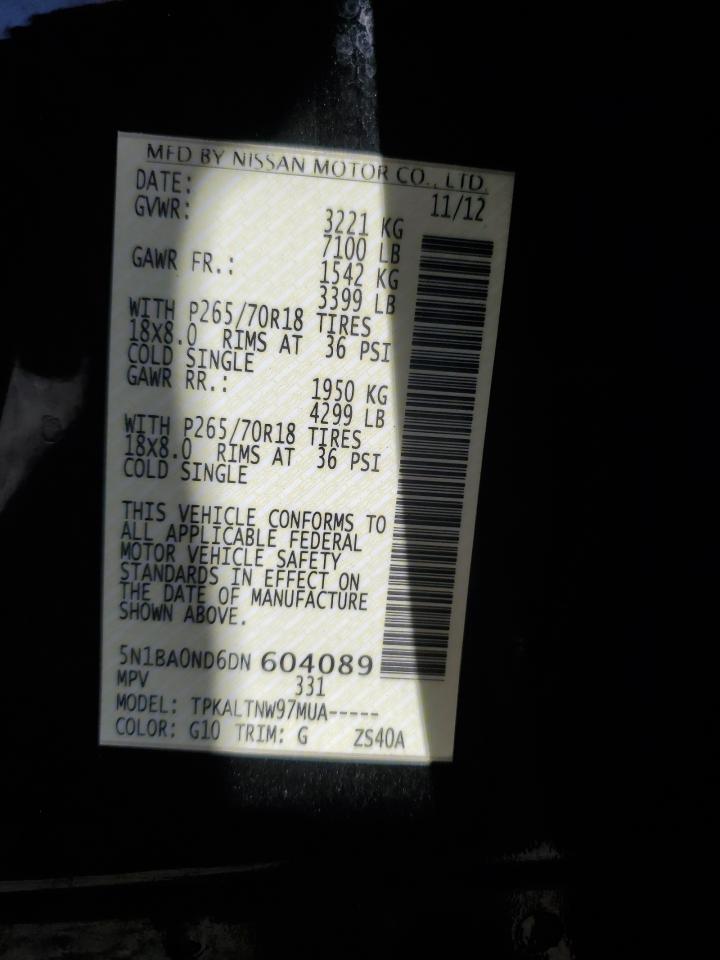 MFD BY NISSAN MOTOR CO., LTD.
DATE: 11/12
GVWR: 3221 KG
7100 LB
GAWR FR.: 1542 KG
3399 LB
WITH P265/70R18 TIRES
18X8.0 RIMS AT 36 PSI
COLD SINGLE
GAWR RR.: 1950 KG
4299 LB
WITH P265/70R18 TIRES
18X8.0 RIMS AT 36 PSI
COLD SINGLE
THIS VEHICLE CONFORMS TO
ALL APPLICABLE FEDERAL
MOTOR VEHICLE SAFETY
STANDARDS IN EFFECT ON
THE DATE OF MANUFACTURE
SHOWN ABOVE.
5N1BA0ND6DN 604089
MPV 331
MODEL: TPKALTNW97MUA-----
COLOR: G10 TRIM: G ZS40A